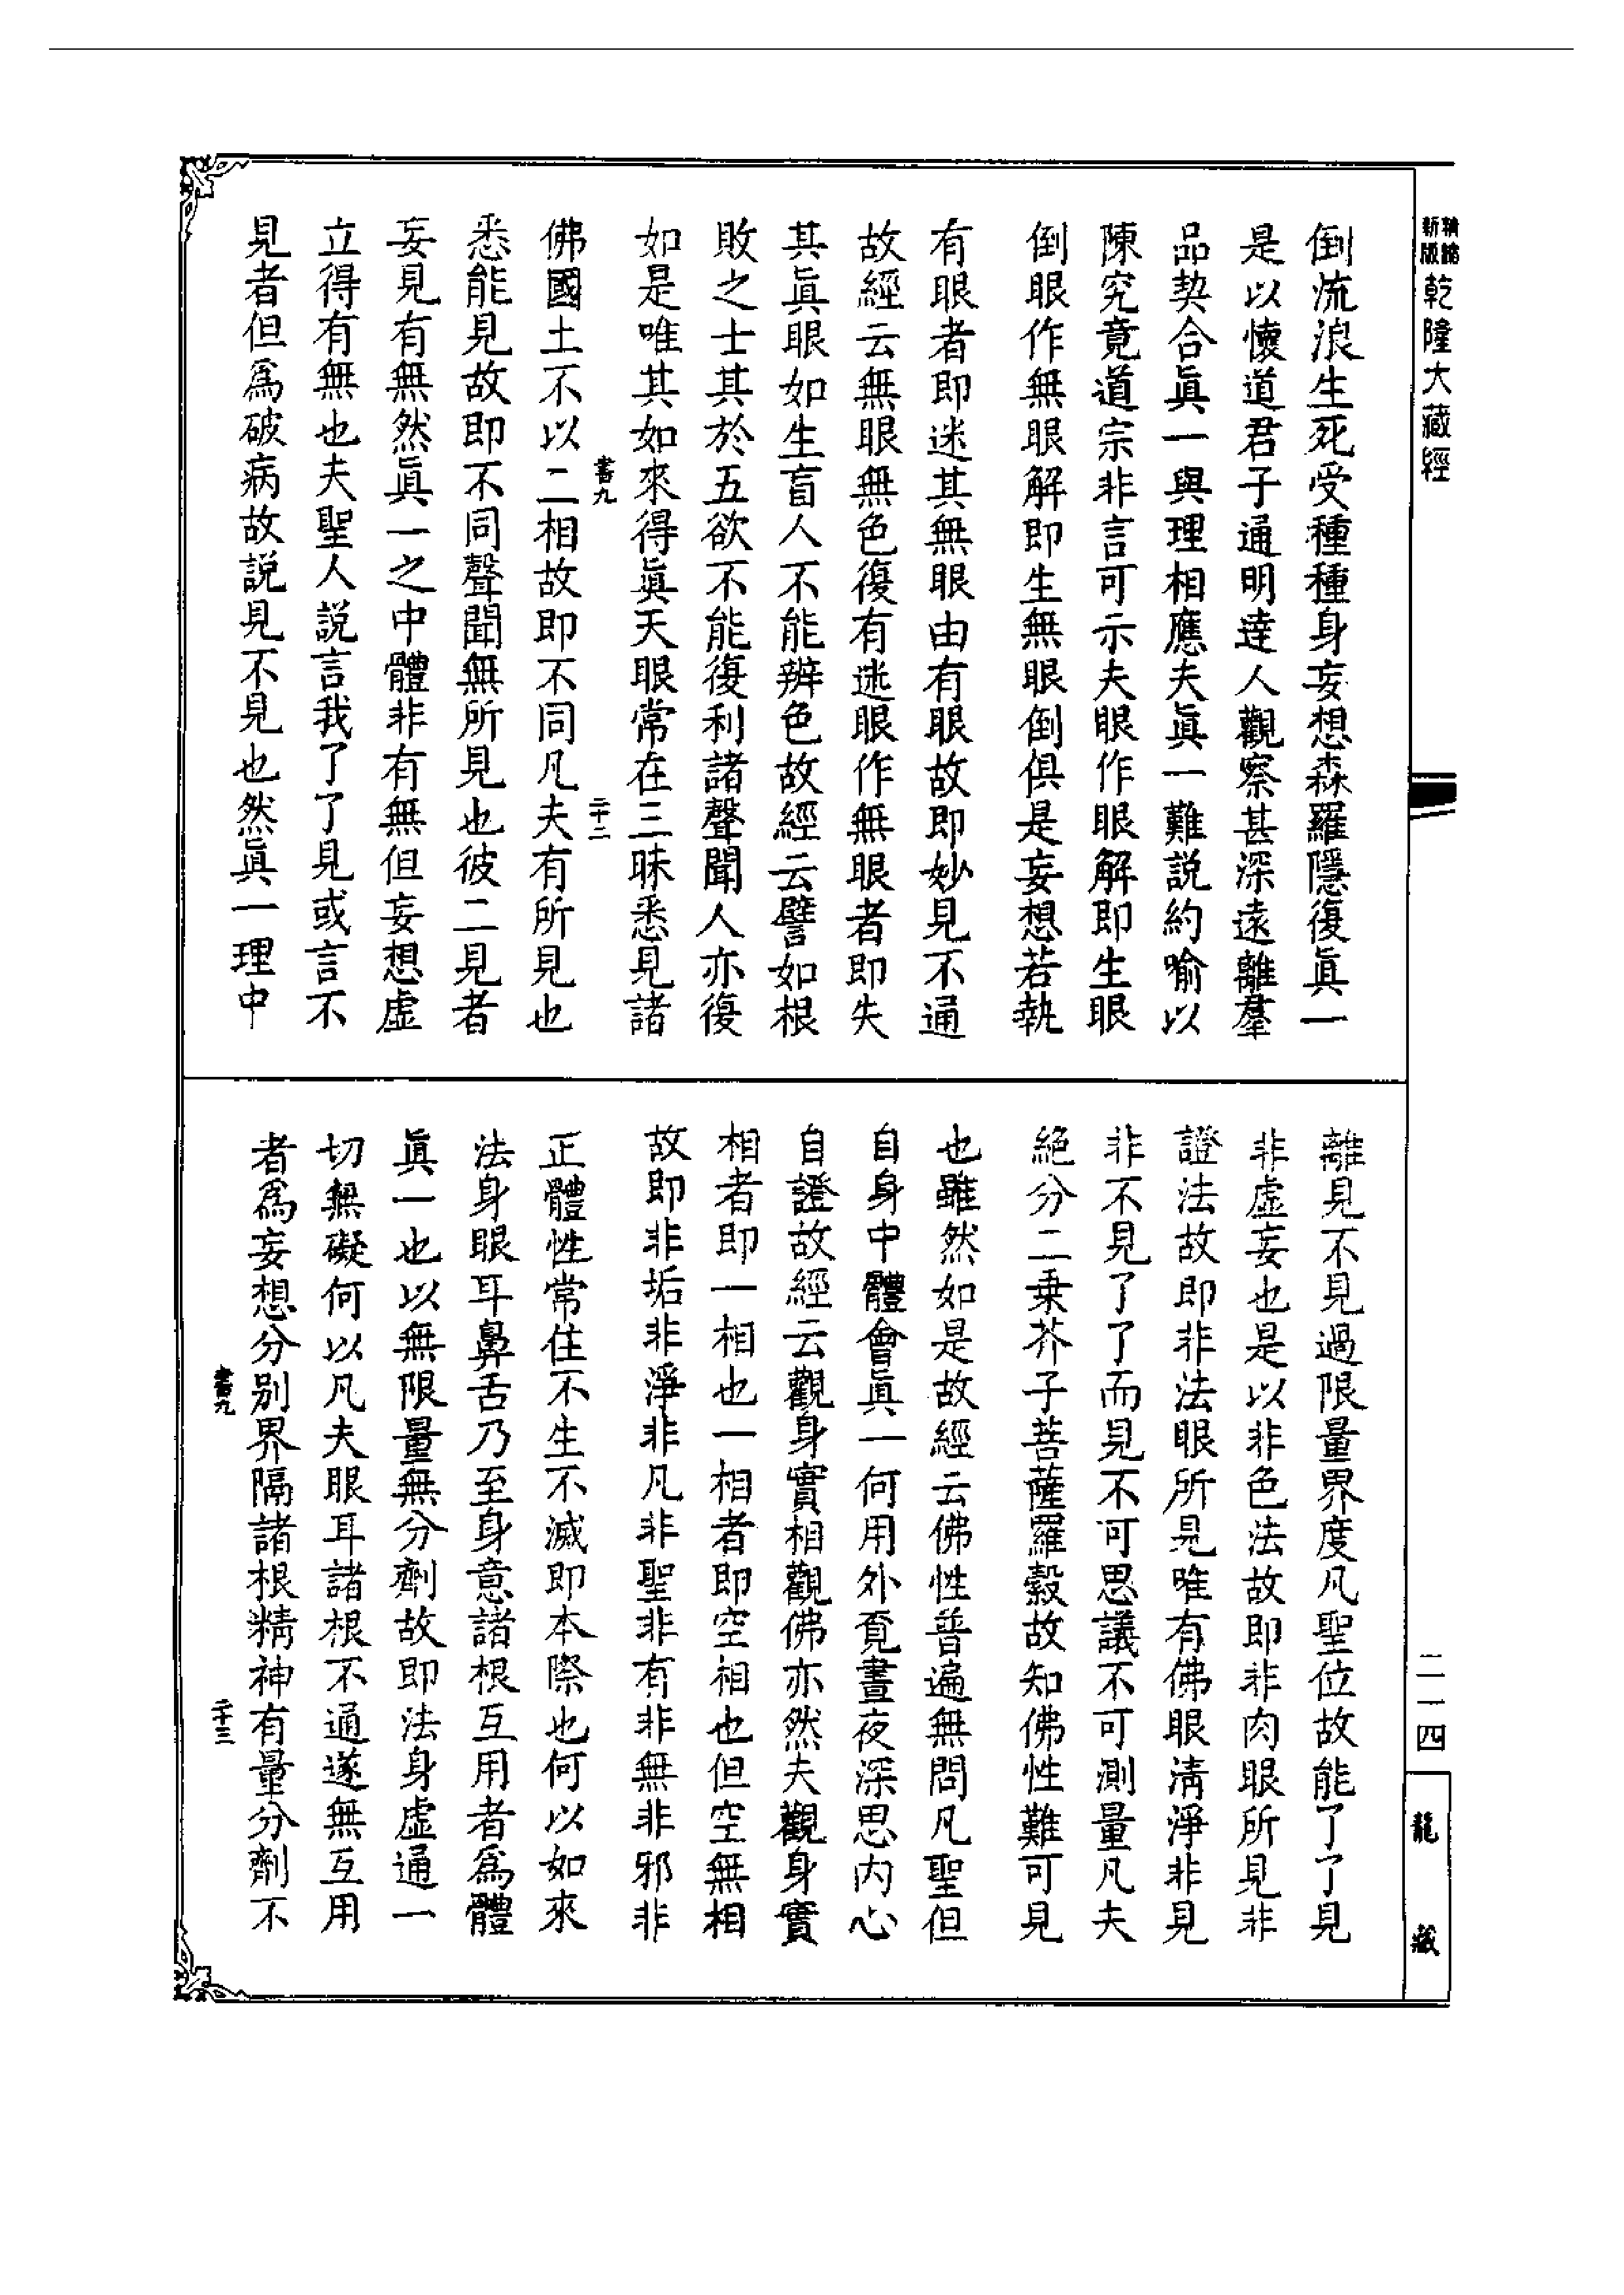 新版
乾隆大藏經
倒流浪生死受種種身妄想森羅隱復眞一
是以懷道君子通明達人觀察甚深遠離羣
品契合眞一與理相應夫眞一難説約喻以
陳究竟道宗非言可示夫眼作眼解即生眼
倒眼作無眼解即生無眼倒俱是妄想若執
有眼者即迷其無眼由有眼故即妙見不通
故經云無眼無色復有迷眼作無眼者即失
其眞眼如生盲人不能辨色故經云譬如根
敗之士其於五欲不能復利諸聲聞人亦復
如是唯其如來得眞天眼常在三昧悉見諸
書九
二十二
佛國土不以二相故即不同凡夫有所見也
悉能見故即不同聲聞無所見也彼二見者
妄見有無然眞一之中體非有無但妄想虛
立得有無也夫聖人説言我了了見或言不
見者但爲破病故説見不見也然眞一理中
離見不見過限量界度凡聖位故能了了見
非虛妄也是以非色法故即非肉眼所見非
證法故即非法眼所見唯有佛眼清淨非見
非不見了了而見不可思議不可測量凡夫
絕分二乘芥子菩薩羅縠故知佛性難可見
也雖然如是故經云佛性普遍無問凡聖但
自身中體會眞一何用外覓晝夜深思內心
自證故經云觀身實相觀佛亦然夫觀身實
相者即一相也一相者即空相也但空無相
故即非垢非淨非凡非聖非有非無非邪非
正體性常住不生不滅即本際也何以如來
法身眼耳鼻舌乃至身意諸根互用者爲體
眞一也以無限量無分劑故即法身虛通一
切無礙何以凡夫眼耳諸根不通遂無互用
者爲妄想分別界隔諸根精神有量分劑不
書九
二十三
二一四
龍藏